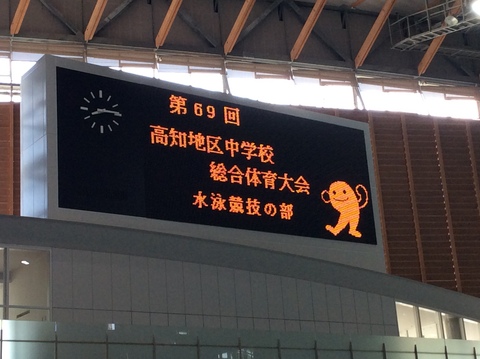 第69回
高知地区中学校
総合体育大会
水泳競技の部